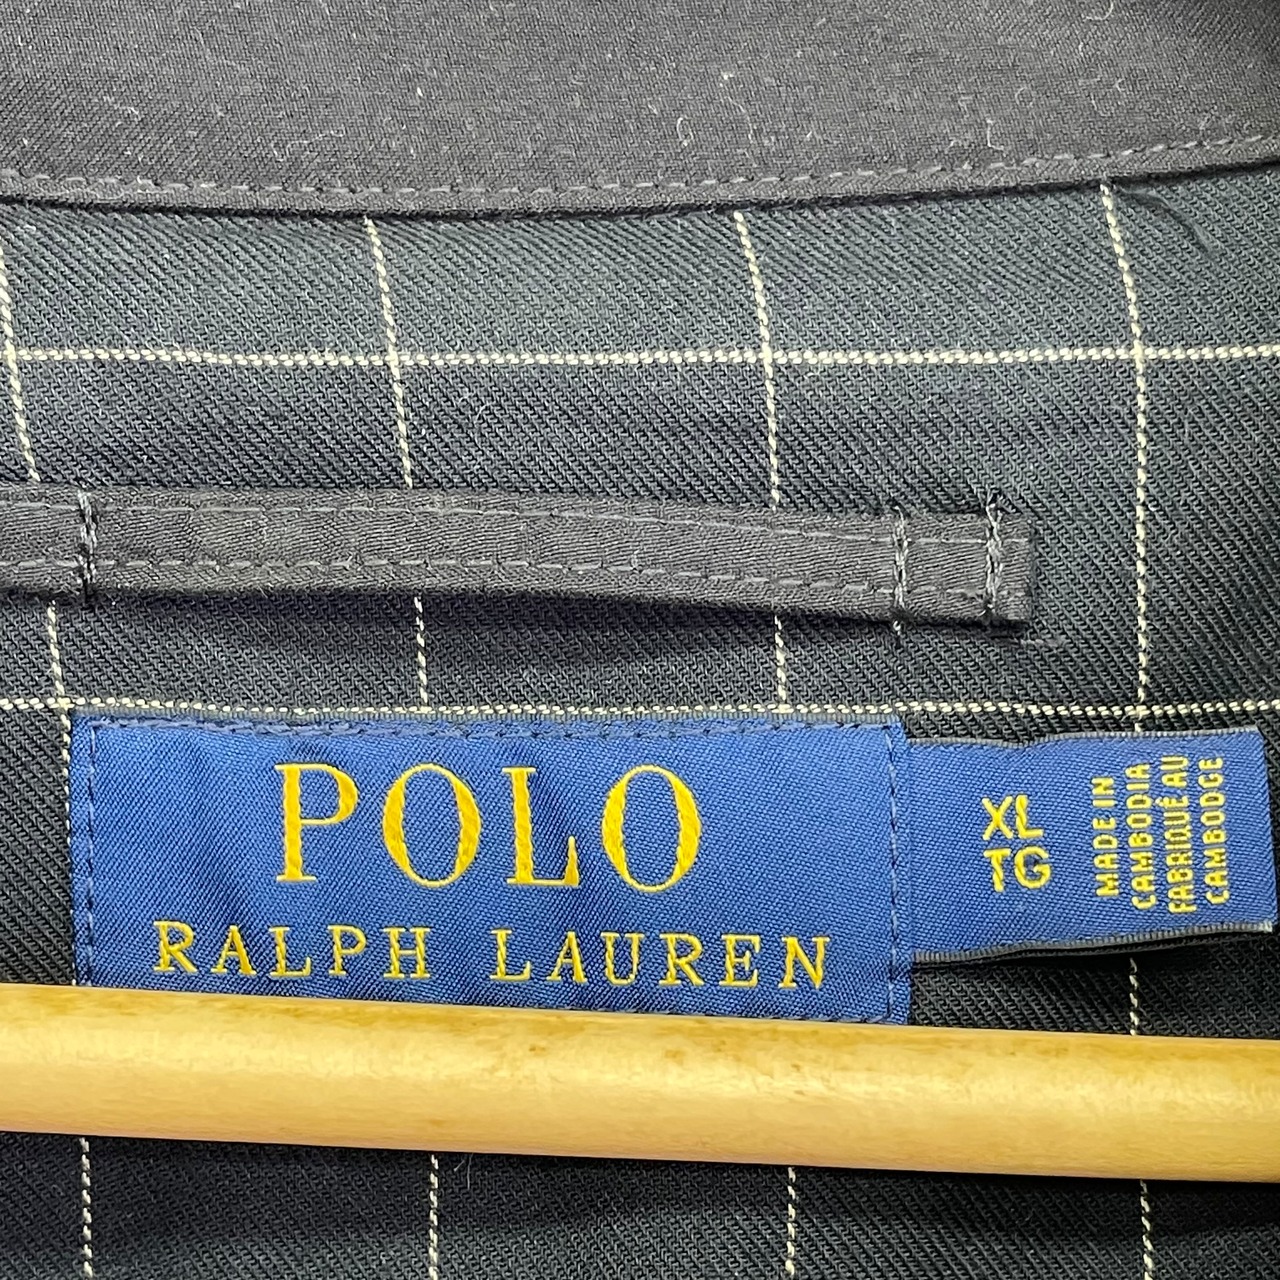 POLO
RALPH LAUREN
XL
TG
MADE IN
CAMBODIA
FABRIQUÉ AU
CAMBODGE